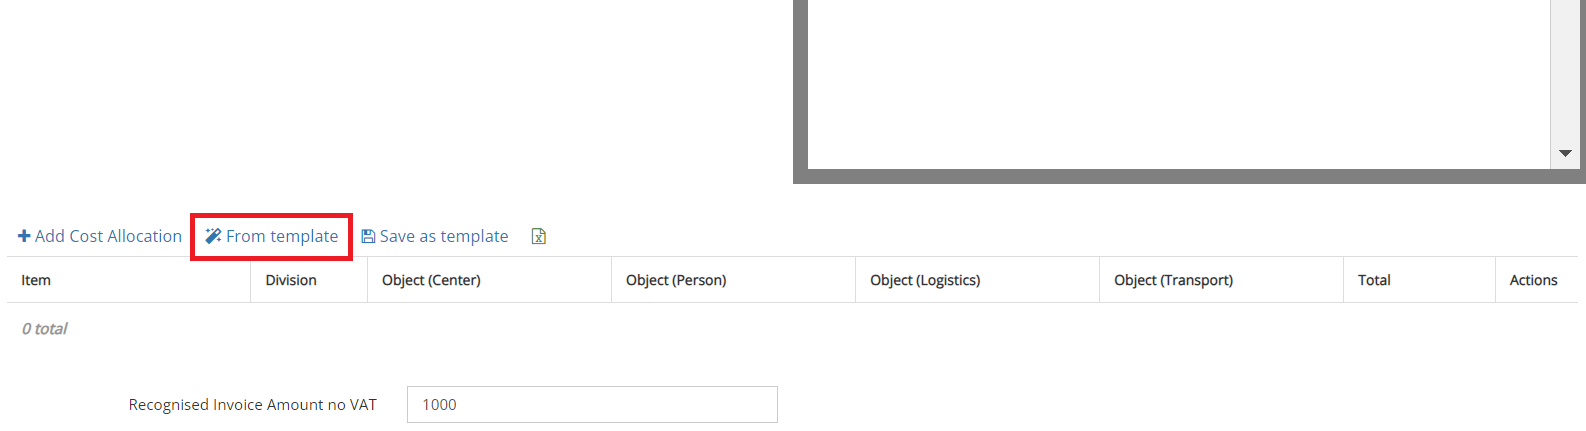 Add Cost Allocation From template Save as template
Item Division Object (Center) Object (Person) Object (Logistics) Object (Transport) Total Actions
0 total
Recognised Invoice Amount no VAT 1000